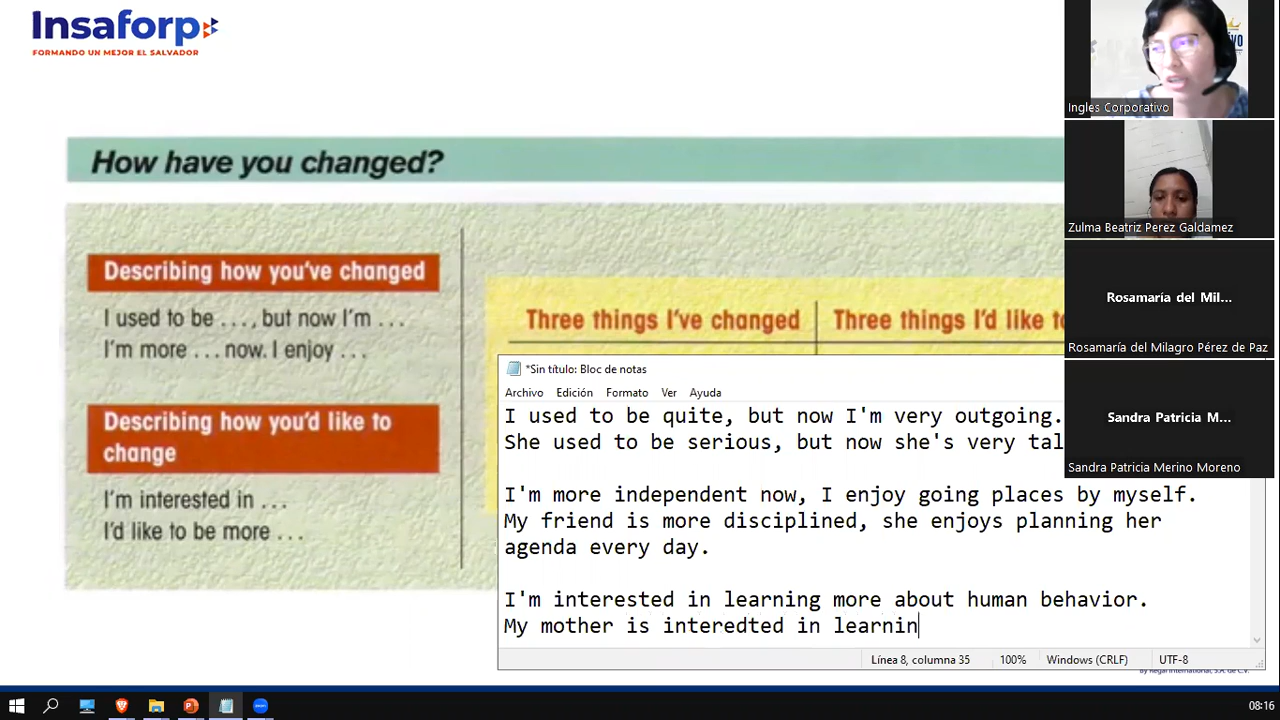 Insaforp
FORMANDO UN MEJOR EL SALVADOR
How have you changed?
Describing how you've changed
I used to be . . ., but now I'm . . .
I'm more . . . now. I enjoy . . .
Describing how you'd like to
change
I'm interested in . . .
I'd like to be more . . .
Three things I've changed
Three things I'd like
*Sin título: Bloc de notas
Archivo Edición Formato Ver Ayuda
I used to be quite, but now I'm very outgoing.
She used to be serious, but now she's very tal
I'm more independent now, I enjoy going places by myself.
My friend is more disciplined, she enjoys planning her
agenda every day.
I'm interested in learning more about human behavior.
My mother is interedted in learnin
Línea 8, columna 35 100% Windows (CRLF) UTF-8
by Regal International, S.A. de C.V.
Ingles Corporativo
Zulma Beatriz Perez Galdamez
Rosamaría del Mil...
Rosamaría del Milagro Pérez de Paz
Sandra Patricia M...
Sandra Patricia Merino Moreno
08:16